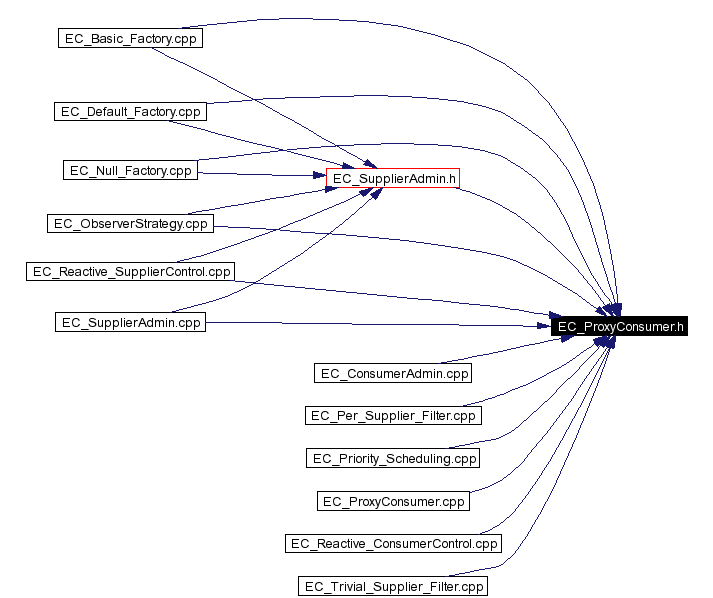 EC_Basic_Factory.cpp
EC_Default_Factory.cpp
EC_Null_Factory.cpp
EC_SupplierAdmin.h
EC_ObserverStrategy.cpp
EC_Reactive_SupplierControl.cpp
EC_SupplierAdmin.cpp
EC_ProxyConsumer.h
EC_ConsumerAdmin.cpp
EC_Per_Supplier_Filter.cpp
EC_Priority_Scheduling.cpp
EC_ProxyConsumer.cpp
EC_Reactive_ConsumerControl.cpp
EC_Trivial_Supplier_Filter.cpp